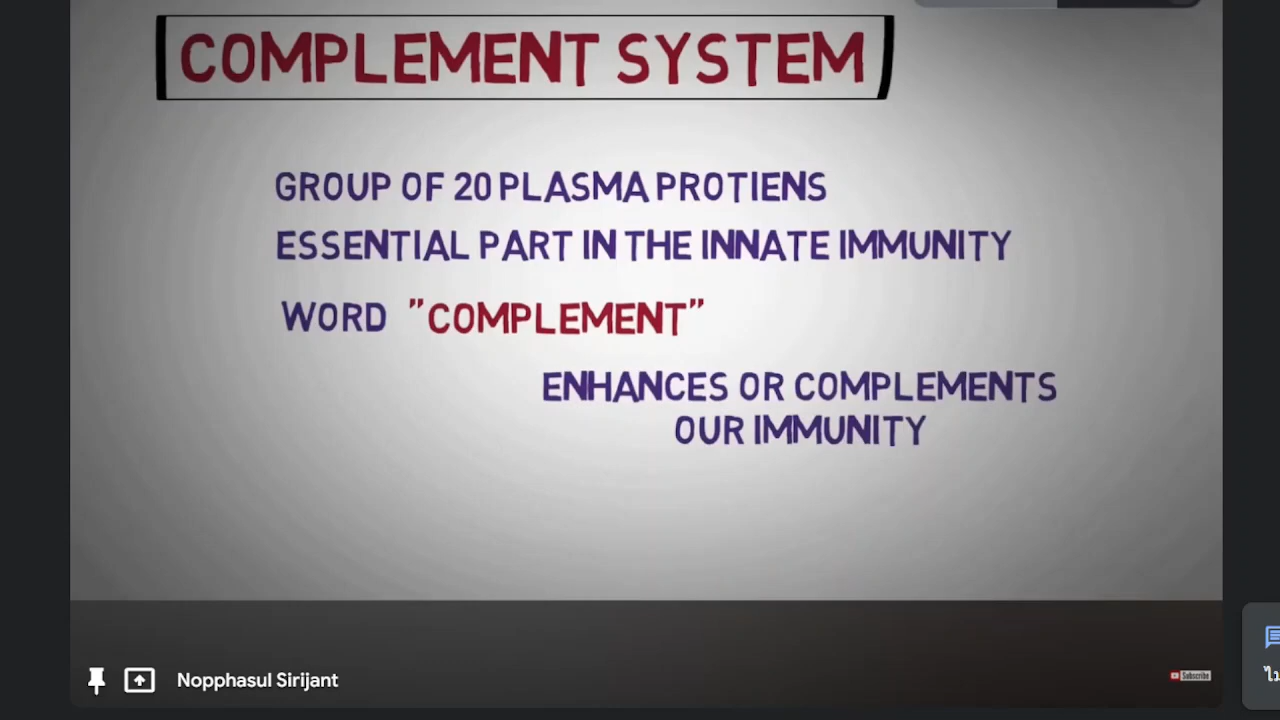 COMPLEMENT SYSTEM
GROUP OF 20 PLASMA PROTIENS
ESSENTIAL PART IN THE INNATE IMMUNITY
WORD "COMPLEMENT"
ENHANCES OR COMPLEMENTS
OUR IMMUNITY
Nopphasul Sirijant
Subscribe